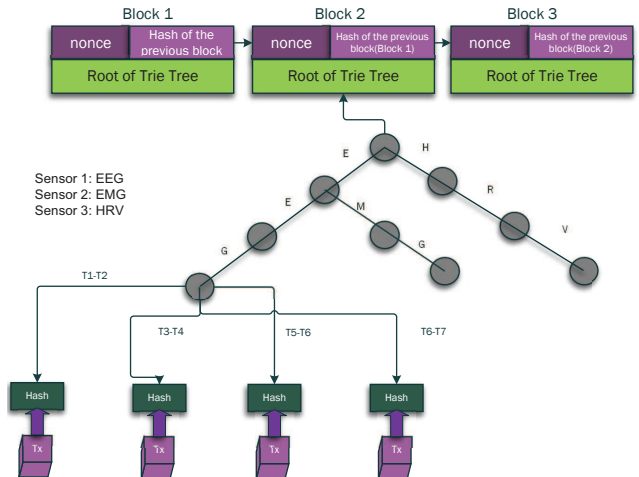 Block 1
Block 2
Block 3
nonce
Hash of the
previous block
nonce
Hash of the previous
block(Block 1)
nonce
Hash of the previous
block(Block 2)
Root of Trie Tree
Root of Trie Tree
Root of Trie Tree
E
H
Sensor 1: EEG
Sensor 2: EMG
Sensor 3: HRV
E
M
R
V
G
G
T1-T2
T3-T4
T5-T6
T6-T7
Hash
Hash
Hash
Hash
Tx
Tx
Tx
Tx